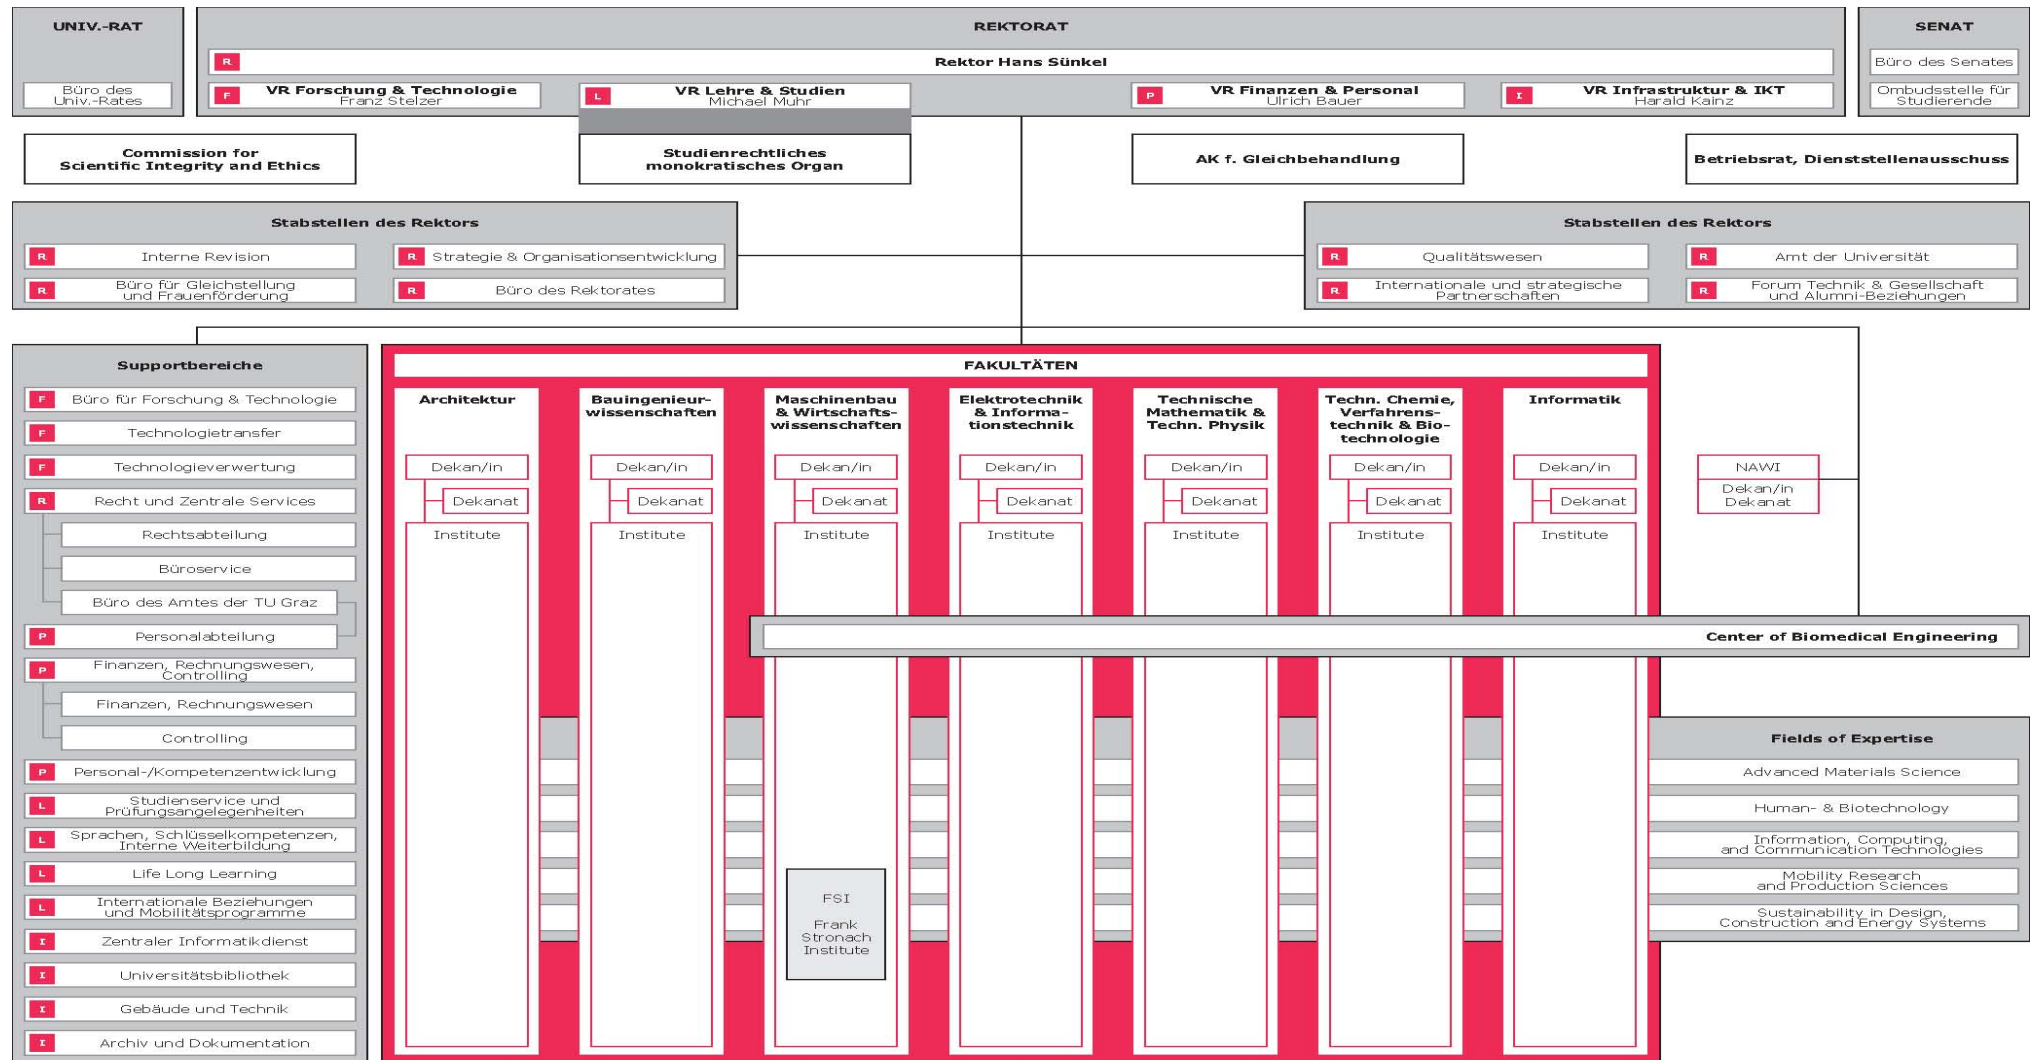 UNIV.-RAT
Büro des
Univ.-Rates
REKTORAT
R Rektor Hans Sünkel
F VR Forschung & Technologie
Franz Stelzer
L VR Lehre & Studien
Michael Muhr
P VR Finanzen & Personal
Ulrich Bauer
I VR Infrastruktur & IKT
Harald Kainz
SENAT
Büro des Senates
Ombudsstelle für
Studierende
Commission for
Scientific Integrity and Ethics
Studienrechtliches
monokratisches Organ
AK f. Gleichbehandlung
Betriebsrat, Dienststellenausschuss
Stabstellen des Rektors
R Interne Revision
R Strategie & Organisationsentwicklung
R Büro für Gleichstellung
und Frauenförderung
R Büro des Rektorates
Stabstellen des Rektors
R Qualitätswesen
R Amt der Universität
R Internationale und strategische
Partnerschaften
R Forum Technik & Gesellschaft
und Alumni-Beziehungen
Supportbereiche
F Büro für Forschung & Technologie
F Technologietransfer
F Technologieverwertung
R Recht und Zentrale Services
Rechtsabteilung
Büroservice
Büro des Amtes der TU Graz
P Personalabteilung
P Finanzen, Rechnungswesen,
Controlling
Finanzen, Rechnungswesen
Controlling
P Personal-/Kompetenzentwicklung
L Studienservice und
Prüfungsangelegenheiten
L Sprachen, Schlüsselkompetenzen,
Interne Weiterbildung
L Life Long Learning
L Internationale Beziehungen
und Mobilitätsprogramme
I Zentraler Informatikdienst
I Universitätsbibliothek
I Gebäude und Technik
I Archiv und Dokumentation
FAKULTÄTEN
Architektur
Dekan/in
Dekanat
Institute
Bauingenieur-
wissenschaften
Dekan/in
Dekanat
Institute
Maschinenbau
& Wirtschafts-
wissenschaften
Dekan/in
Dekanat
Institute
FSI
Frank
Stronach
Institute
Elektrotechnik
& Informa-
tionstechnik
Dekan/in
Dekanat
Institute
Technische
Mathematik &
Techn. Physik
Dekan/in
Dekanat
Institute
Techn. Chemie,
Verfahrens-
technik & Bio-
technologie
Dekan/in
Dekanat
Institute
Informatik
Dekan/in
Dekanat
Institute
NAWI
Dekan/in
Dekanat
Center of Biomedical Engineering
Fields of Expertise
Advanced Materials Science
Human- & Biotechnology
Information, Computing,
and Communication Technologies
Mobility Research
and Production Sciences
Sustainability in Design,
Construction and Energy Systems